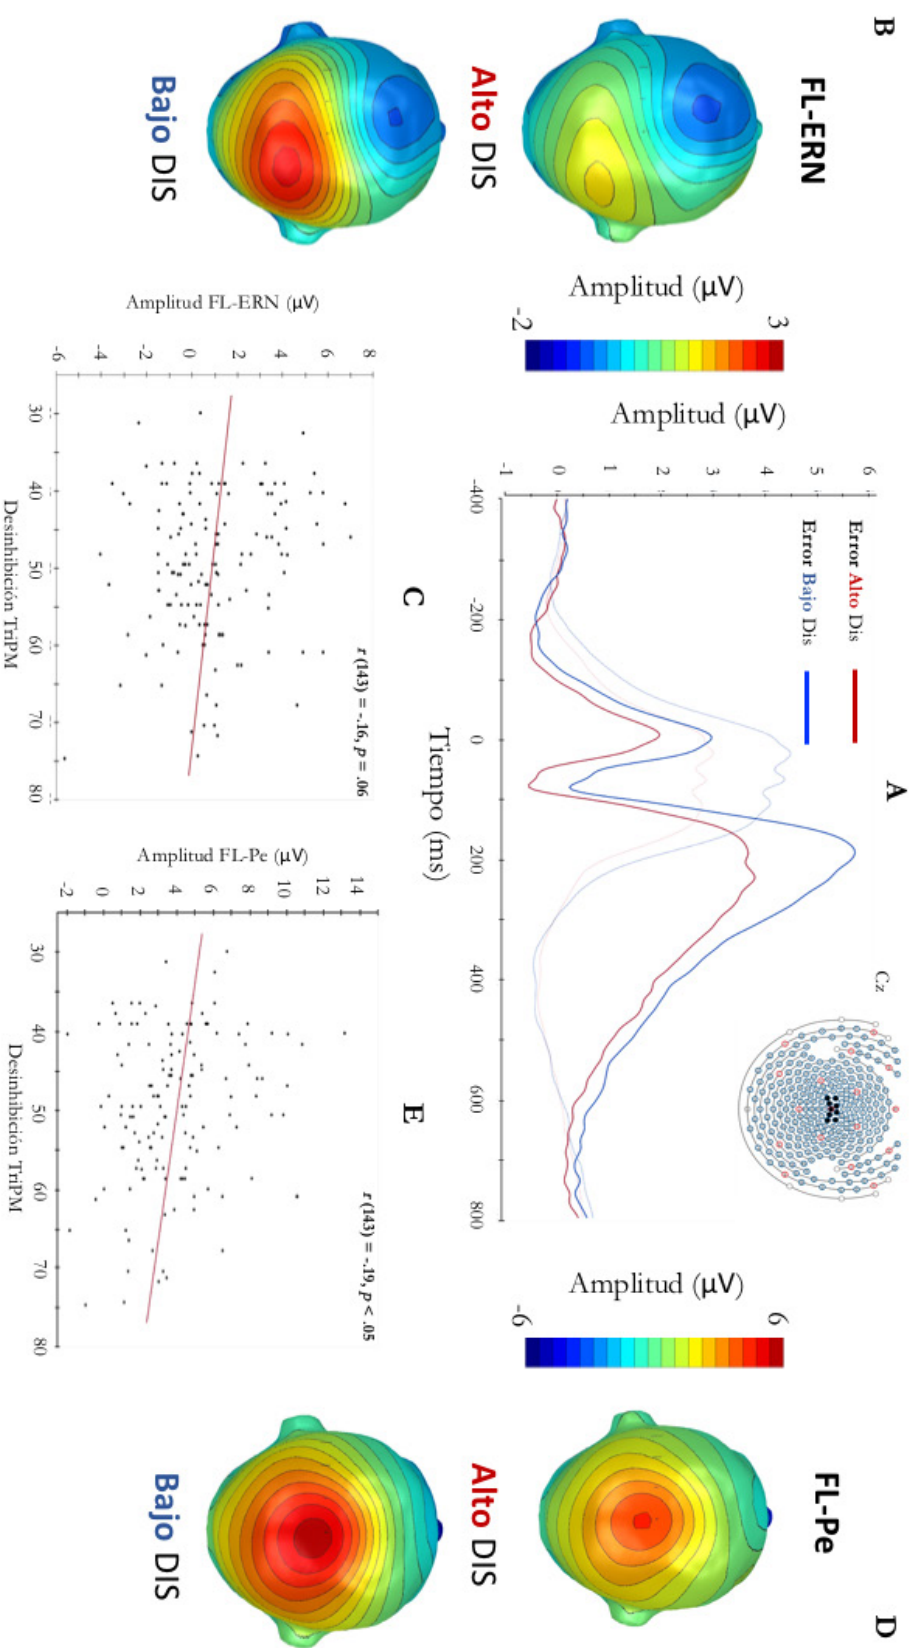 B
FL-ERN
Alto DIS
Bajo DIS
Amplitud (µV)
3
-2
A
Amplitud (µV)
6
5
4
3
2
1
0
-1
Error Alto Dis
Error Bajo Dis
Cz
-400
-200
0
200
400
600
800
Tiempo (ms)
Amplitud (µV)
6
-6
D
FL-Pe
Alto DIS
Bajo DIS
C
r (143) = -.16, p = .06
Amplitud FL-ERN (µV)
8
6
4
2
0
-2
-4
-6
30
40
50
60
70
80
Desinhibición TriPM
E
r (143) = -.19, p < .05
Amplitud FL-Pe (µV)
14
12
10
8
6
4
2
0
-2
30
40
50
60
70
80
Desinhibición TriPM